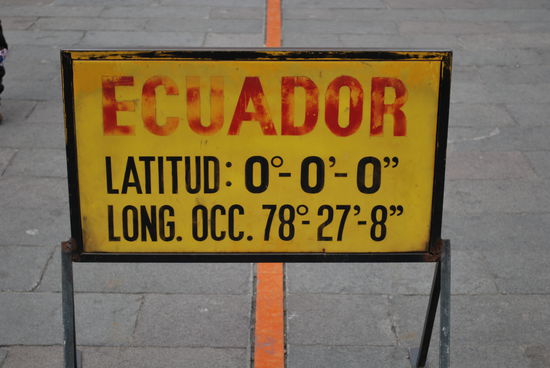 ECUADOR
LATITUD: 0°-0'-0"
LONG. OCC. 78°-27'-8"